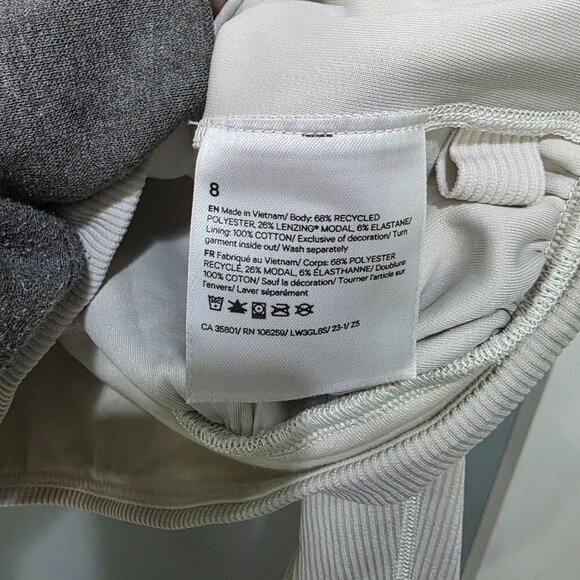 8
EN Made in Vietnam/ Body: 68% RECYCLED
POLYESTER, 26% LENZING® MODAL, 6% ELASTANE/
Lining: 100% COTTON/ Exclusive of decoration/ Turn
garment inside out/ Wash separately
FR Fabriqué au Vietnam/ Corps: 68% POLYESTER
RECYCLÉ, 26% MODAL, 6% ÉLASTHANNE/ Doublure:
100% COTON/ Sauf la décoration/ Tourner l'article sur
l'envers/ Laver séparément
CA 35801/ RN 106259/ LW3GL8S/ 23-1/ Z5